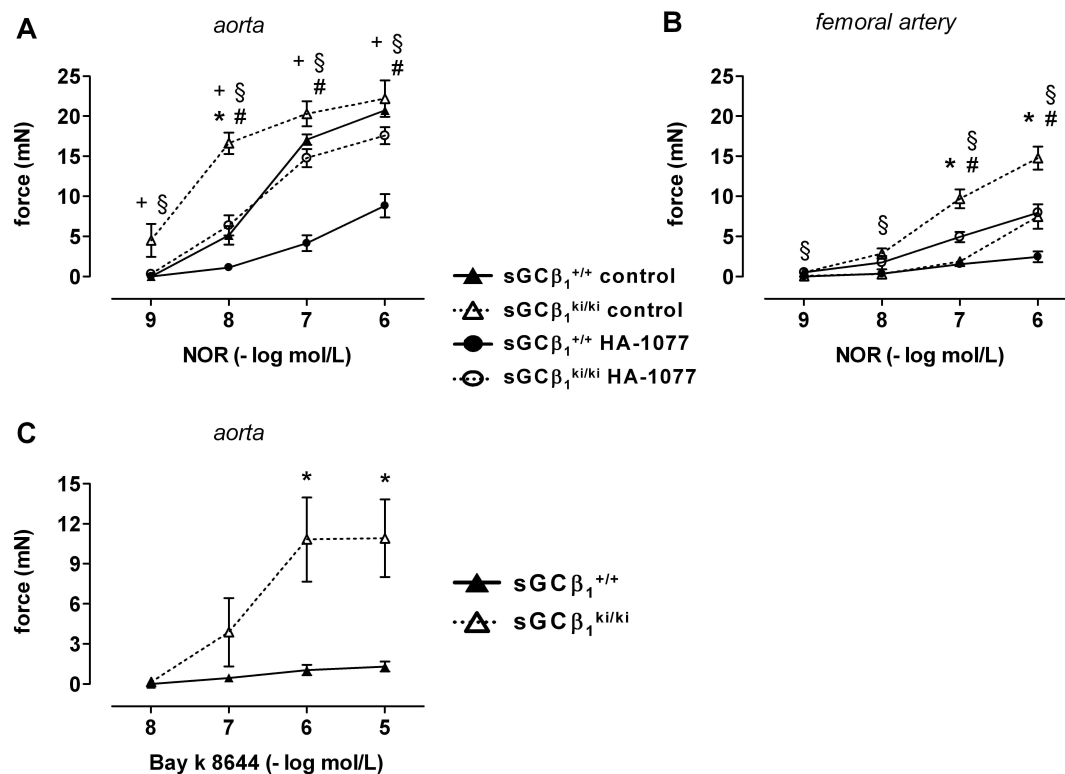 A
aorta
+ §
+ § * #
+ § #
+ § #
25
20
15
10
5
0
force (mN)
9 8 7 6
NOR (- log mol/L)
sGCβ₁⁺/⁺ control
sGCβ₁ᵏⁱ/ᵏⁱ control
sGCβ₁⁺/⁺ HA-1077
sGCβ₁ᵏⁱ/ᵏⁱ HA-1077
B
femoral artery
§
§
§ * #
§ * #
25
20
15
10
5
0
force (mN)
9 8 7 6
NOR (- log mol/L)
C
aorta
* *
15
12
9
6
3
0
force (mN)
8 7 6 5
Bay k 8644 (- log mol/L)
sGCβ₁⁺/⁺
sGCβ₁ᵏⁱ/ᵏⁱ